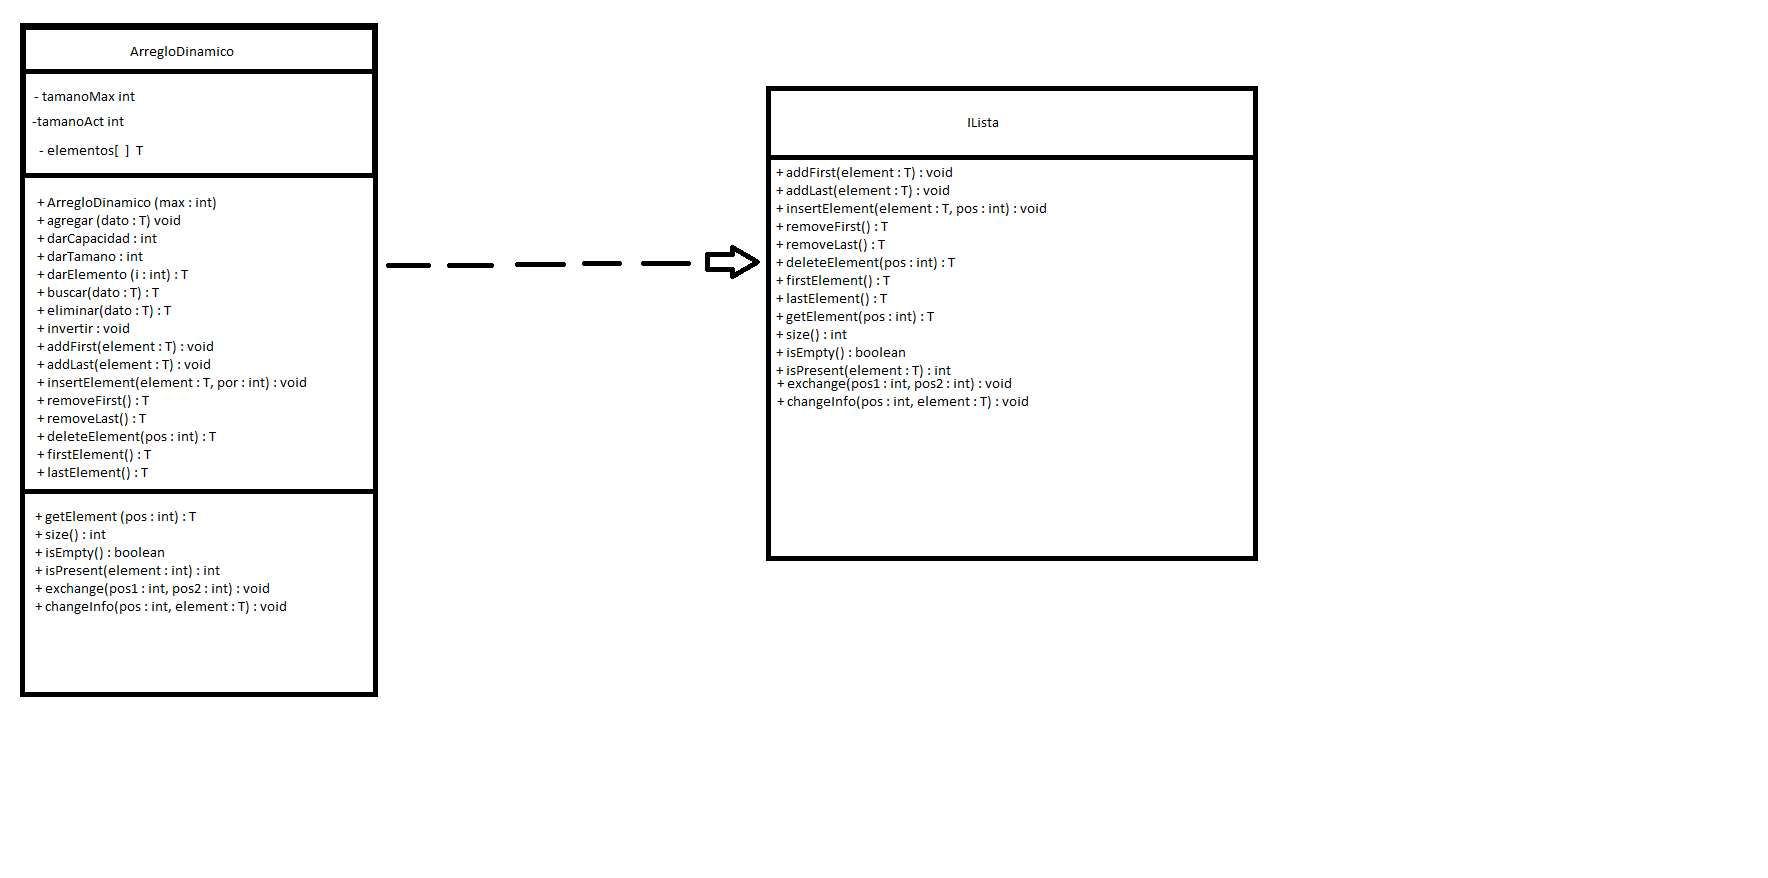 ArregloDinamico
- tamanoMax int
-tamanoAct int
- elementos[ ] T
+ ArregloDinamico (max : int)
+ agregar (dato : T) void
+ darCapacidad : int
+ darTamano : int
+ darElemento (i : int) : T
+ buscar(dato : T) : T
+ eliminar(dato : T) : T
+ invertir : void
+ addFirst(element : T) : void
+ addLast(element : T) : void
+ insertElement(element : T, por : int) : void
+ removeFirst() : T
+ removeLast() : T
+ deleteElement(pos : int) : T
+ firstElement() : T
+ lastElement() : T
+ getElement (pos : int) : T
+ size() : int
+ isEmpty() : boolean
+ isPresent(element : int) : int
+ exchange(pos1 : int, pos2 : int) : void
+ changeInfo(pos : int, element : T) : void
ILista
+ addFirst(element : T) : void
+ addLast(element : T) : void
+ insertElement(element : T, pos : int) : void
+ removeFirst() : T
+ removeLast() : T
+ deleteElement(pos : int) : T
+ firstElement() : T
+ lastElement() : T
+ getElement(pos : int) : T
+ size() : int
+ isEmpty() : boolean
+ isPresent(element : T) : int
+ exchange(pos1 : int, pos2 : int) : void
+ changeInfo(pos : int, element : T) : void